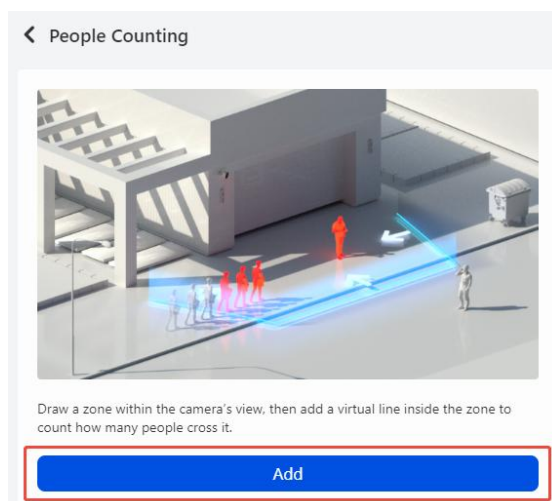 People Counting
Draw a zone within the camera's view, then add a virtual line inside the zone to
count how many people cross it.
Add